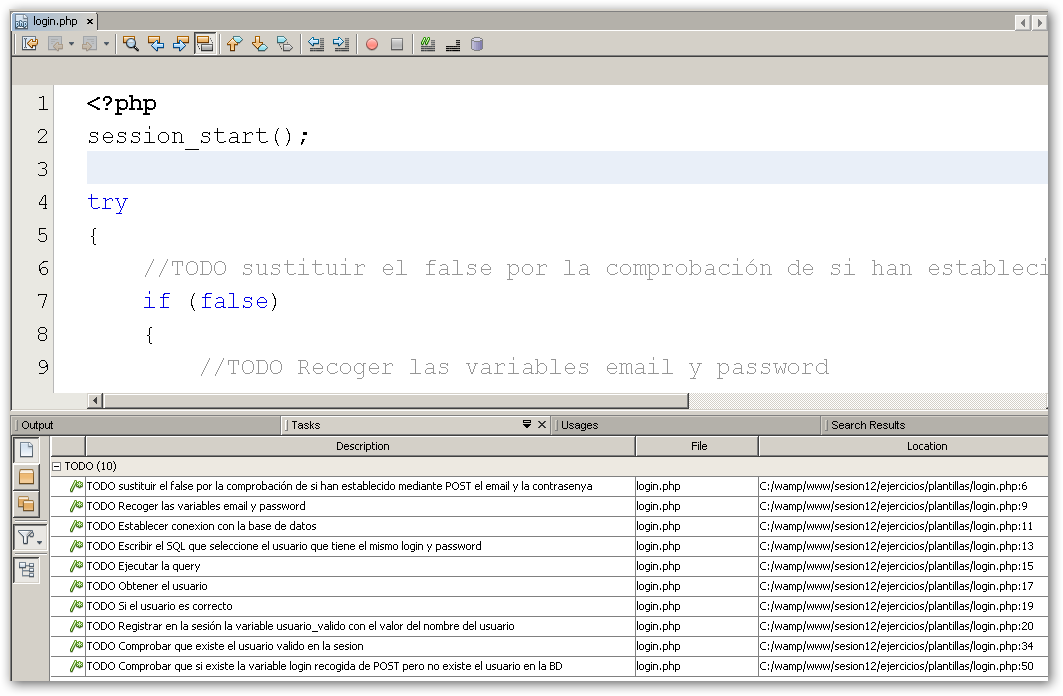 login.php
1 <?php
2 session_start();
3
4 try
5 {
6 //TODO sustituir el false por la comprobación de si han estableci
7 if (false)
8 {
9 //TODO Recoger las variables email y password
Output Tasks Usages Search Results
Description File Location
TODO (10)
TODO sustituir el false por la comprobación de si han establecido mediante POST el email y la contrasenya login.php C:/wamp/www/sesion12/ejercicios/plantillas/login.php:6
TODO Recoger las variables email y password login.php C:/wamp/www/sesion12/ejercicios/plantillas/login.php:9
TODO Establecer conexion con la base de datos login.php C:/wamp/www/sesion12/ejercicios/plantillas/login.php:11
TODO Escribir el SQL que seleccione el usuario que tiene el mismo login y password login.php C:/wamp/www/sesion12/ejercicios/plantillas/login.php:13
TODO Ejecutar la query login.php C:/wamp/www/sesion12/ejercicios/plantillas/login.php:15
TODO Obtener el usuario login.php C:/wamp/www/sesion12/ejercicios/plantillas/login.php:17
TODO Si el usuario es correcto login.php C:/wamp/www/sesion12/ejercicios/plantillas/login.php:19
TODO Registrar en la sesión la variable usuario_valido con el valor del nombre del usuario login.php C:/wamp/www/sesion12/ejercicios/plantillas/login.php:20
TODO Comprobar que existe el usuario valido en la sesion login.php C:/wamp/www/sesion12/ejercicios/plantillas/login.php:34
TODO Comprobar que si existe la variable login recogida de POST pero no existe el usuario en la BD login.php C:/wamp/www/sesion12/ejercicios/plantillas/login.php:50